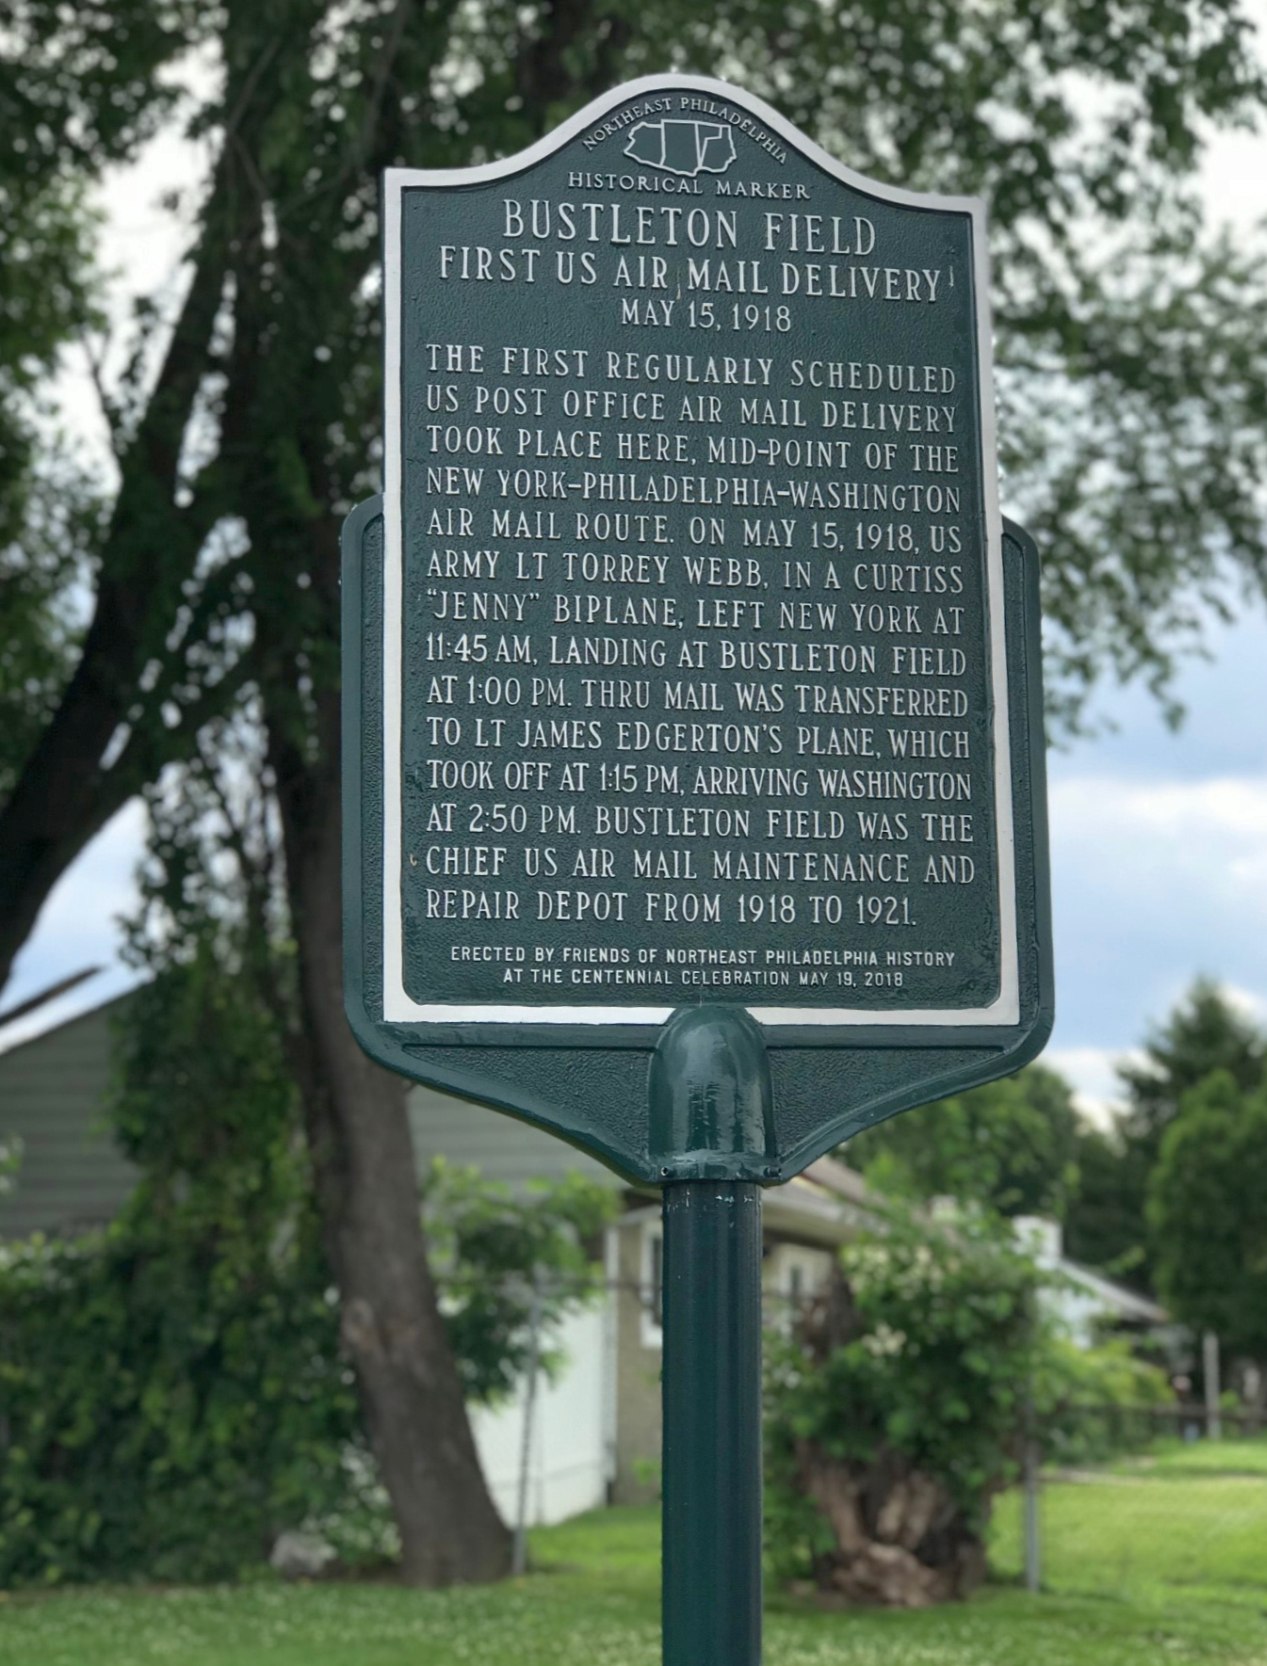 NORTHEAST PHILADELPHIA
HISTORICAL MARKER
BUSTLETON FIELD
FIRST US AIR MAIL DELIVERY
MAY 15, 1918
THE FIRST REGULARLY SCHEDULED
US POST OFFICE AIR MAIL DELIVERY
TOOK PLACE HERE, MID-POINT OF THE
NEW YORK-PHILADELPHIA-WASHINGTON
AIR MAIL ROUTE. ON MAY 15, 1918, US
ARMY LT TORREY WEBB, IN A CURTISS
“JENNY” BIPLANE, LEFT NEW YORK AT
11:45 AM, LANDING AT BUSTLETON FIELD
AT 1:00 PM. THRU MAIL WAS TRANSFERRED
TO LT JAMES EDGERTON'S PLANE, WHICH
TOOK OFF AT 1:15 PM, ARRIVING WASHINGTON
AT 2:50 PM. BUSTLETON FIELD WAS THE
CHIEF US AIR MAIL MAINTENANCE AND
REPAIR DEPOT FROM 1918 TO 1921.
ERECTED BY FRIENDS OF NORTHEAST PHILADELPHIA HISTORY
AT THE CENTENNIAL CELEBRATION MAY 19, 2018